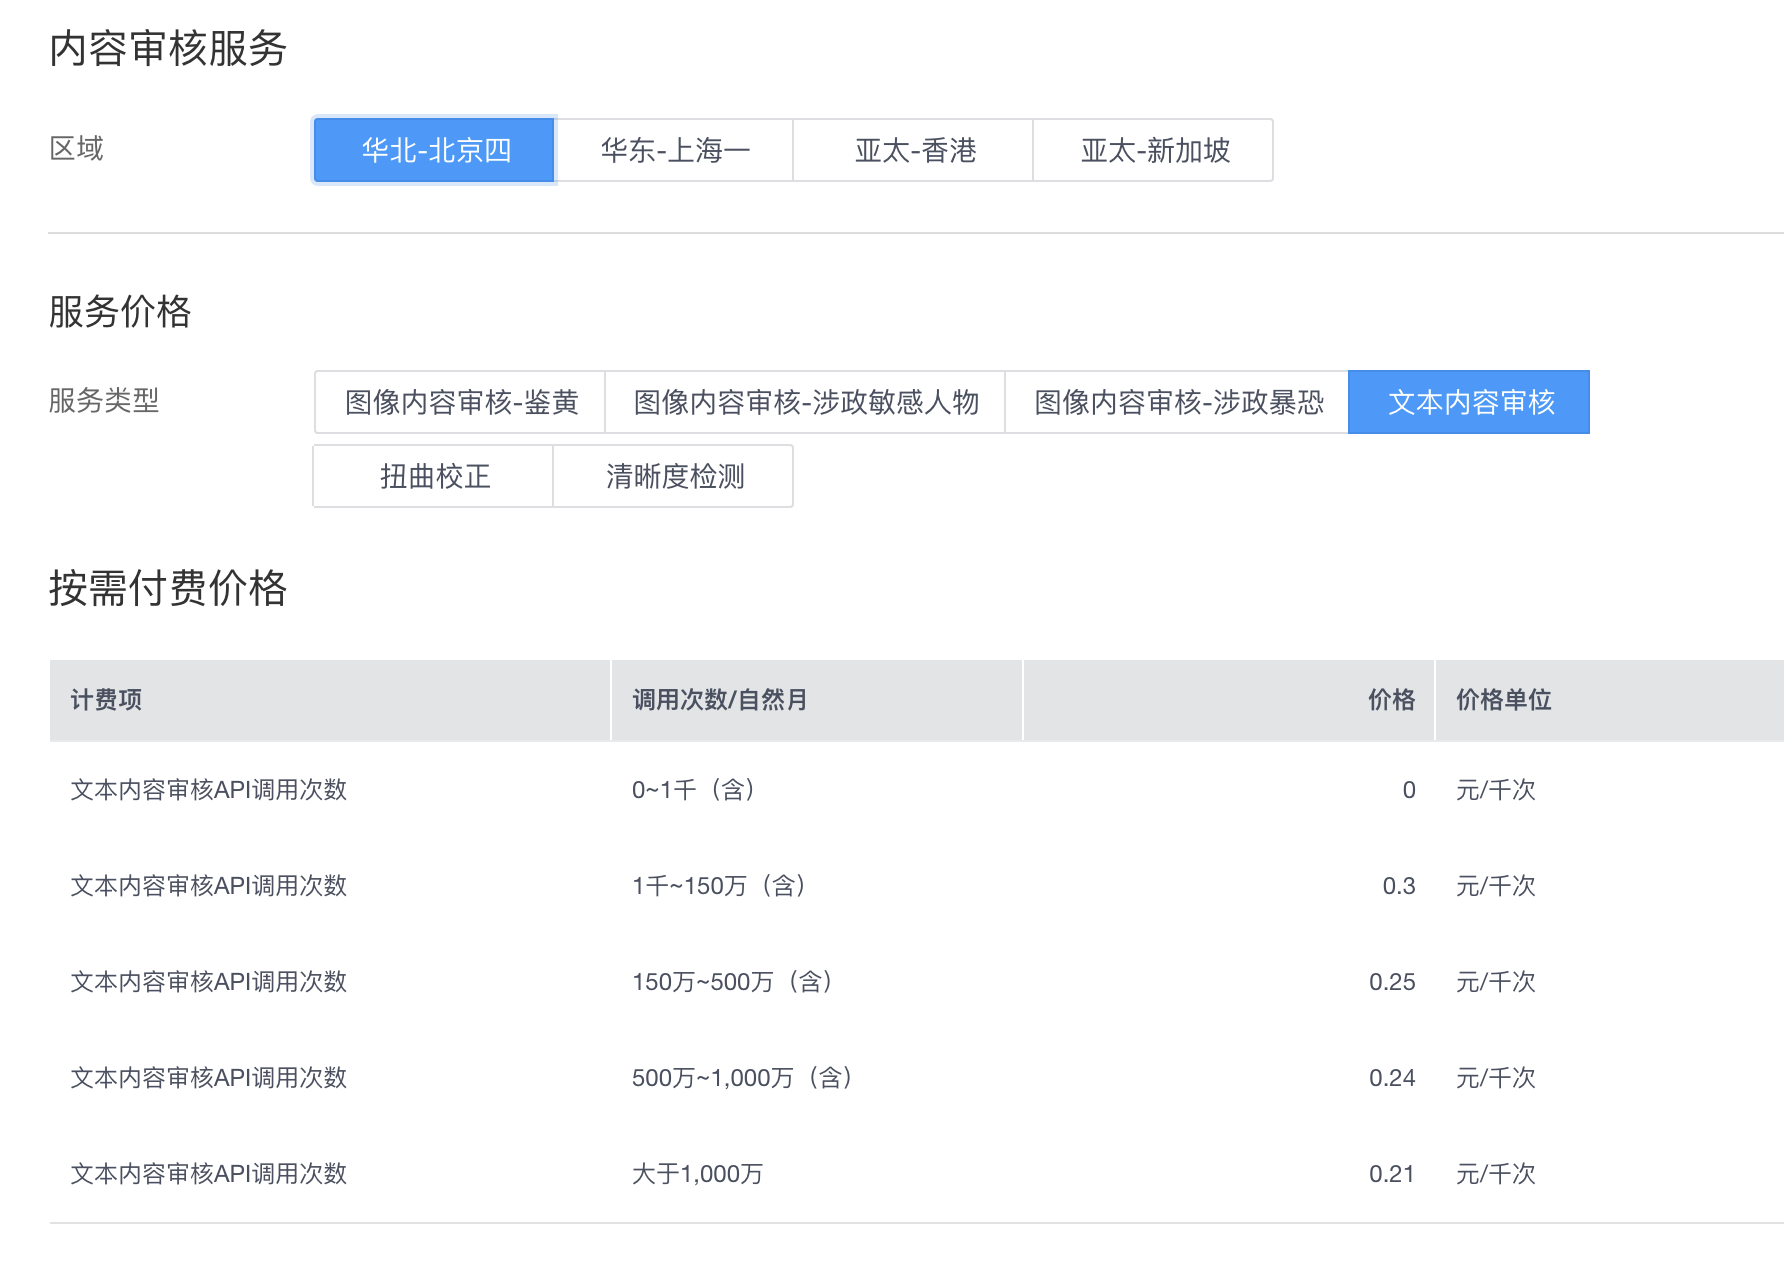 内容审核服务
区域 华北-北京四 华东-上海一 亚太-香港 亚太-新加坡
服务价格
服务类型 图像内容审核-鉴黄 图像内容审核-涉政敏感人物 图像内容审核-涉政暴恐 文本内容审核
扭曲校正 清晰度检测
按需付费价格
计费项 调用次数/自然月 价格 价格单位
文本内容审核API调用次数 0~1千（含） 0 元/千次
文本内容审核API调用次数 1千~150万（含） 0.3 元/千次
文本内容审核API调用次数 150万~500万（含） 0.25 元/千次
文本内容审核API调用次数 500万~1,000万（含） 0.24 元/千次
文本内容审核API调用次数 大于1,000万 0.21 元/千次